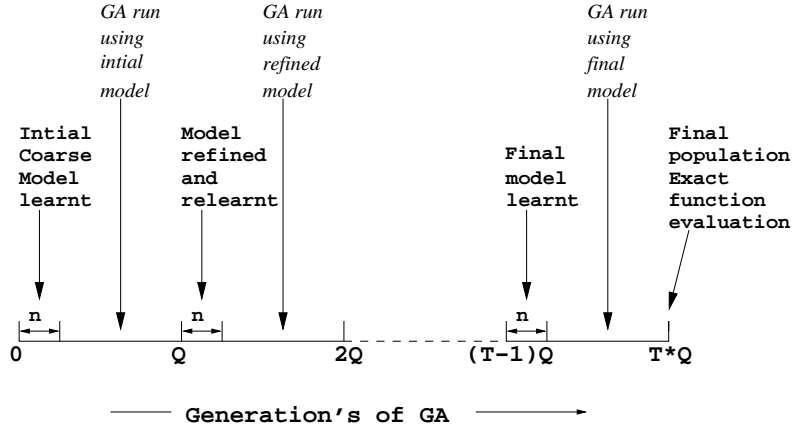 GA run
using
intial
model
GA run
using
refined
model
GA run
using
final
model
Intial
Coarse
Model
learnt
Model
refined
and
relearnt
Final
model
learnt
Final
population
Exact
function
evaluation
n
n
n
0
Q
2Q
(T-1)Q
T*Q
Generation's of GA